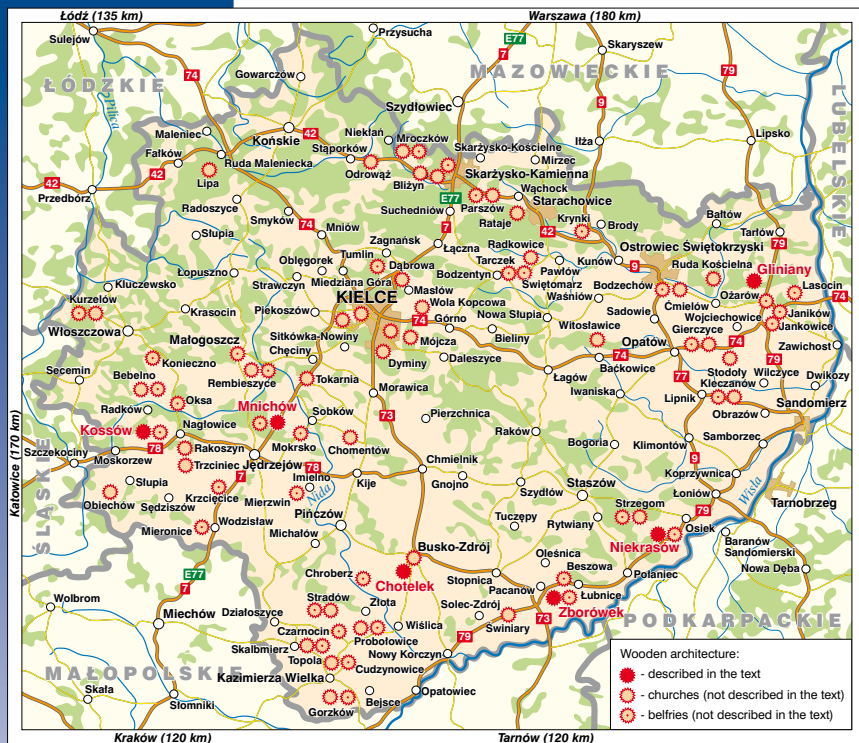 Łódź (135 km)
Warszawa (180 km)
Sulejów
Przysucha
E77
7
Skaryszew
74
Gowarczów
MAZOWIECKIE
79
ŁÓDZKIE
Szydłowiec
9
LUBELSKIE
Pilica
Maleniec
Końskie
42
Niekłań
Mroczków
Iłża
Lipsko
Stąporków
Skarżysko-Kościelne
Mirzec
Fałków
42
Ruda Maleniecka
Odrowąż
Bliżyn
Skarżysko-Kamienna
42
Lipa
Wąchock
Przedbórz
E77
Parszów
Starachowice
Radoszyce
Smyków
Suchedniów
Rataje
Krynki
Brody
Bałtów
74
Mniów
7
42
Tarłów
Słupia
Zagnańsk
Łączna
Radkowice
Ostrowiec Świętokrzyski
79
Tumlin
Kunów
9
Ruda Kościelna
Gliniany
Łopuszno
Oblęgorek
Dąbrowa
Tarczek
Pawłów
Kluczewsko
Strawczyn
Miedziana Góra
Bodzentyn
Świętomarz
Bodzechów
Lasocin
KIELCE
Masłów
Waśniów
Ożarów
74
Kurzelów
Krasocin
Piekoszów
Wola Kopcowa
Nowa Słupia
Sadowie
Ćmielów
Janików
74
Górno
Witosławice
Wojciechowice
Jankowice
Włoszczowa
Sitkówka-Nowiny
Bieliny
Gierczyce
Małogoszcz
Mójcza
Opatów
74
Zawichost
Chęciny
Dyminy
Daleszyce
74
79
Konieczno
Baćkowice
Stodoły
Wilczyce
Secemin
Bebelno
Rembieszyce
Tokarnia
Łagów
77
Kleczanów
Dwikozy
Morawica
Iwaniska
Lipnik
Oksa
Sandomierz
Radków
Mnichów
73
Pierzchnica
Obrazów
Sobków
Kossów
Nagłowice
Raków
Klimontów
Samborzec
Bogoria
Szczekociny
78
Rakoszyn
Mokrsko
Chomentów
9
Moskorzew
Trzciniec
Jędrzejów
78
Chmielnik
Koprzywnica
Katowice (170 km)
7
Imielno
Kije
Gnojno
Słupia
Krzcięcice
Nida
Szydłów
Staszów
Łoniów
Wisła
Obiechów
Sędziszów
Mierzwin
Strzegom
79
Tarnobrzeg
Pińczów
Tuczępy
Rytwiany
ŚLĄSKIE
Mieronice
Wodzisław
Osiek
Michałów
Niekrasów
Baranów
Sandomierski
Busko-Zdrój
Oleśnica
E77
Chroberz
Beszowa
Połaniec
Nowa Dęba
Chotelek
Stopnica
7
Pacanów
Wolbrom
Stradów
Złota
Łubnice
Miechów
Działoszyce
Solec-Zdrój
Zborówek
Czarnocin
Wiślica
Świniary
73
PODKARPACKIE
Skalbmierz
Probołowice
Nowy Korczyn
79
MAŁOPOLSKIE
Topola
Cudzynowice
Kazimierza Wielka
Skała
Bejsce
Opatowiec
Słomniki
Gorzków
Wooden architecture:
- described in the text
- churches (not described in the text)
- belfries (not described in the text)
Kraków (120 km)
Tarnów (120 km)